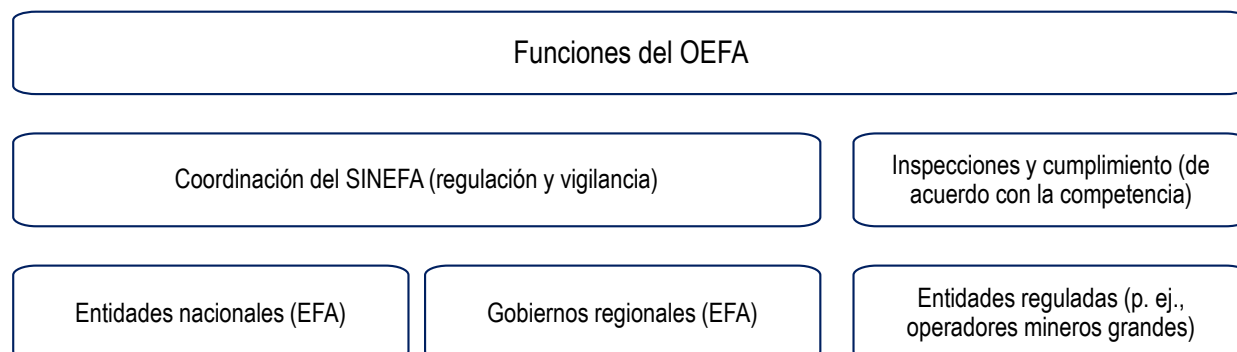 Funciones del OEFA
Coordinación del SINEFA (regulación y vigilancia)
Inspecciones y cumplimiento (de
acuerdo con la competencia)
Entidades nacionales (EFA)
Gobiernos regionales (EFA)
Entidades reguladas (p. ej.,
operadores mineros grandes)